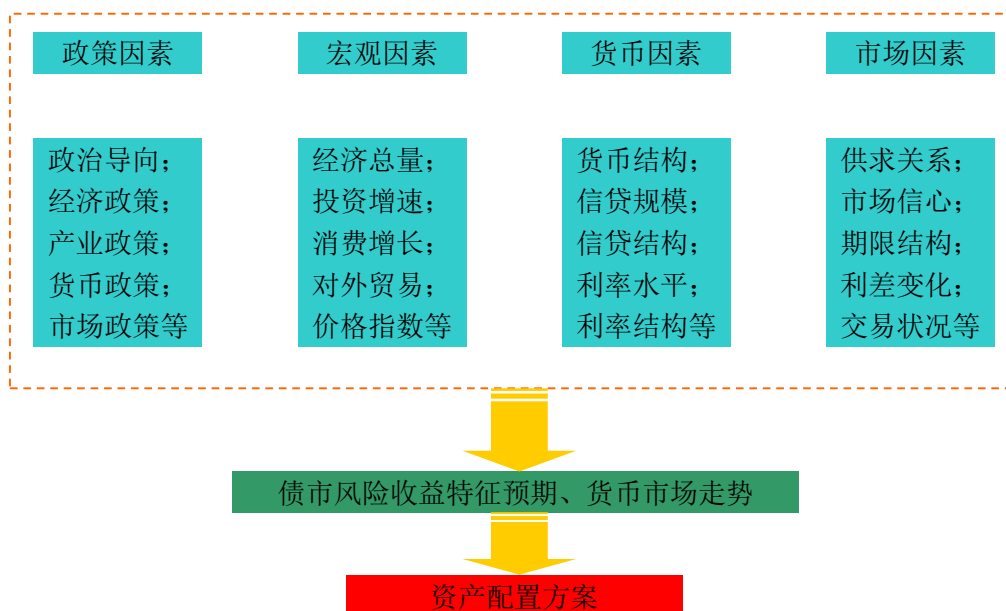 政策因素
宏观因素
货币因素
市场因素
政治导向；
经济政策；
产业政策；
货币政策；
市场政策等
经济总量；
投资增速；
消费增长；
对外贸易；
价格指数等
货币结构；
信贷规模；
信贷结构；
利率水平；
利率结构等
供求关系；
市场信心；
期限结构；
利差变化；
交易状况等
债市风险收益特征预期、货币市场走势
资产配置方案